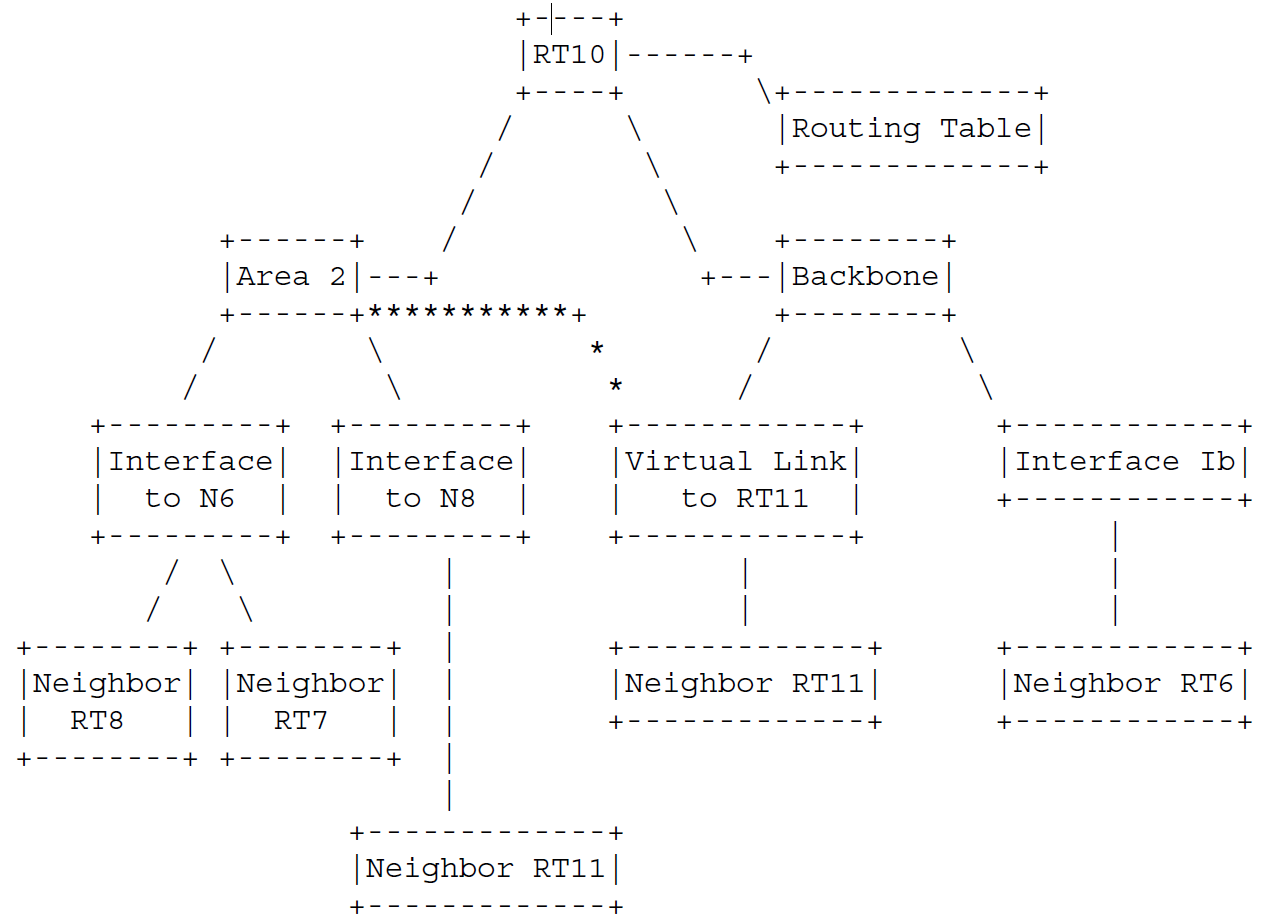 RT10
Routing Table
Area 2 Backbone
Interface Interface Virtual Link Interface Ib
to N6 to N8 to RT11
Neighbor Neighbor Neighbor RT11 Neighbor RT6
RT8 RT7
Neighbor RT11